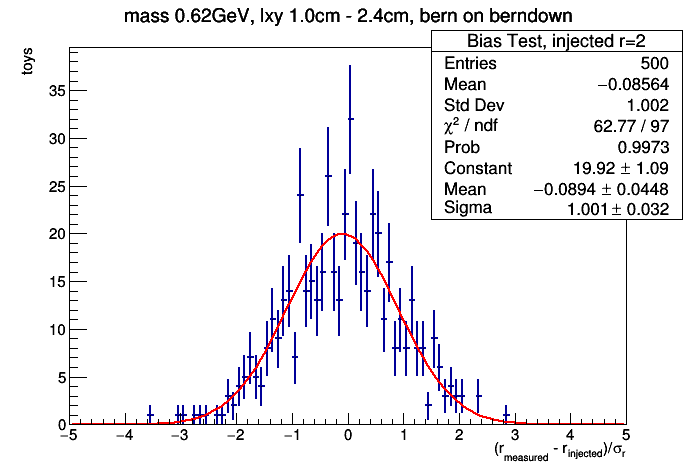 mass 0.62GeV, lxy 1.0cm - 2.4cm, bern on berndown
Bias Test, injected r=2
Entries 500
Mean −0.08564
Std Dev 1.002
χ² / ndf 62.77 / 97
Prob 0.9973
Constant 19.92 ± 1.09
Mean −0.0894 ± 0.0448
Sigma 1.001 ± 0.032
toys
35
30
25
20
15
10
5
0
−5 −4 −3 −2 −1 0 1 2 3 4 5
(r_measured - r_injected)/σ_r